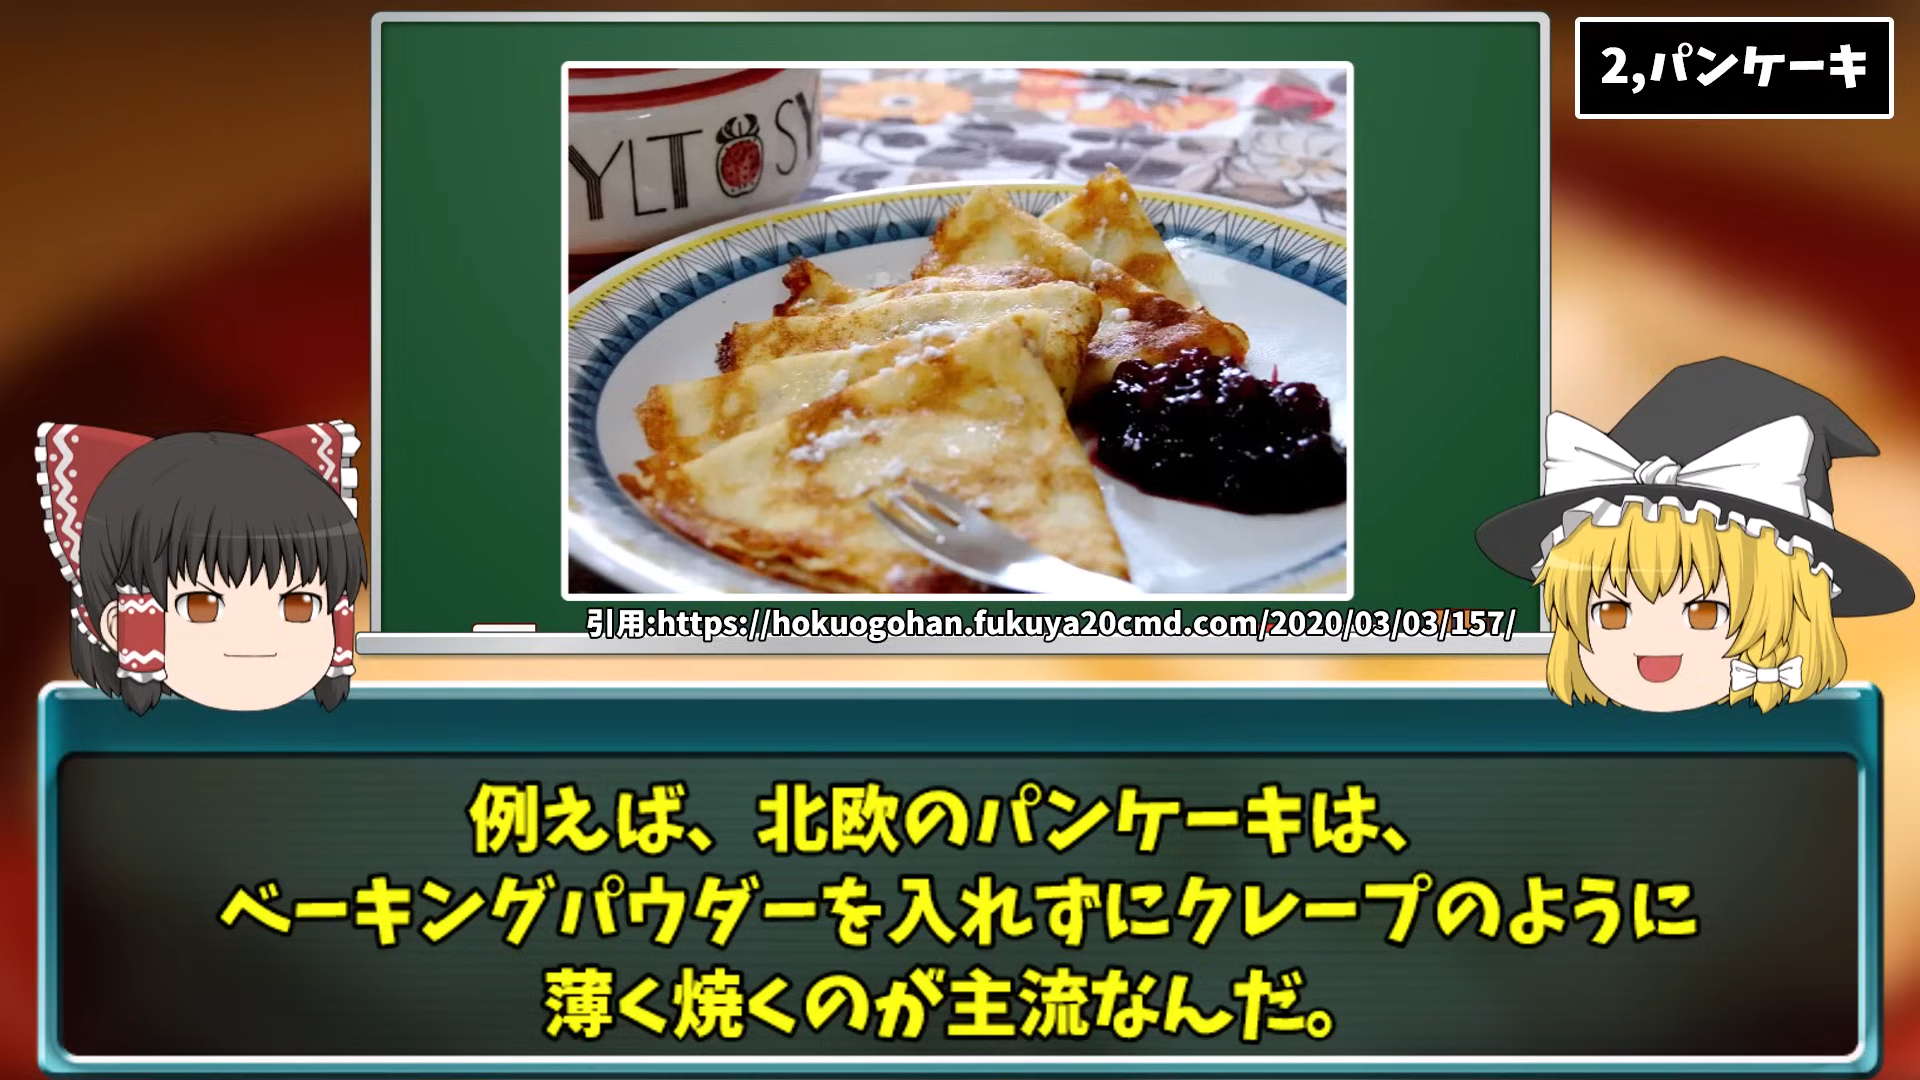 2,パンケーキ
SYLTOSY
引用:https://hokuogohan.fukuya20cmd.com/2020/03/03/157/
例えば、北欧のパンケーキは、
ベーキングパウダーを入れずにクレープのように
薄く焼くのが主流なんだ。